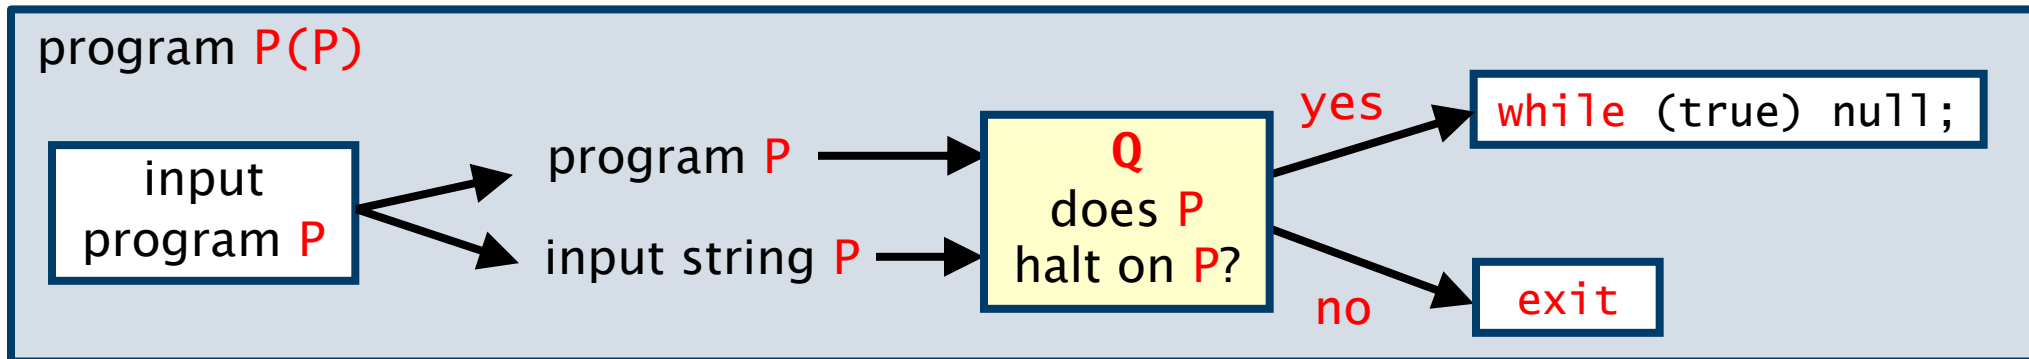 program P(P)
input
program P
program P
input string P
Q
does P
halt on P?
yes
no
while (true) null;
exit